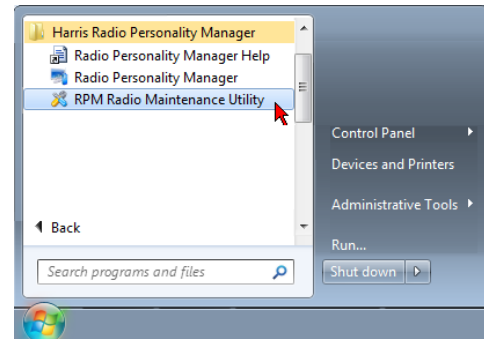 Harris Radio Personality Manager
Radio Personality Manager Help
Radio Personality Manager
RPM Radio Maintenance Utility
Back
Search programs and files
Control Panel
Devices and Printers
Administrative Tools
Run...
Shut down